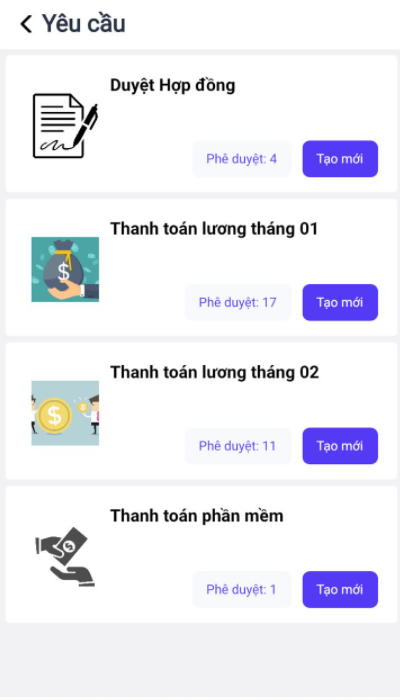 Yêu cầu
Duyệt Hợp đồng
Phê duyệt: 4
Tạo mới
Thanh toán lương tháng 01
Phê duyệt: 17
Tạo mới
Thanh toán lương tháng 02
Phê duyệt: 11
Tạo mới
Thanh toán phần mềm
Phê duyệt: 1
Tạo mới